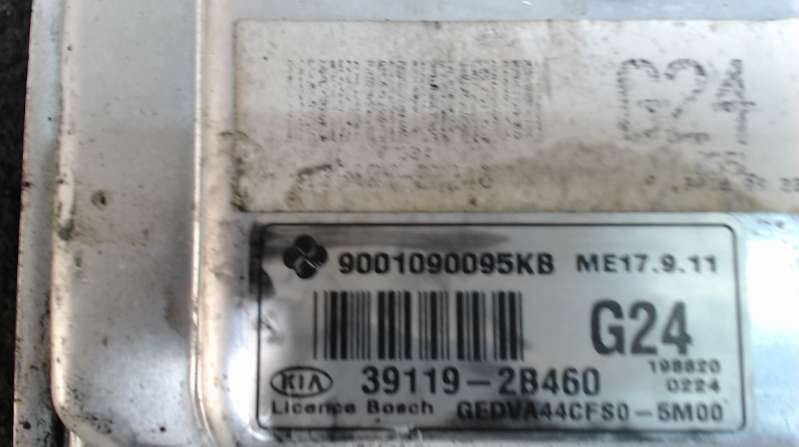 G24
9001090095KB ME17.9.11
G24
198820
0224
KIA 39119-2B460
Licence Bosch GEDVA44CFS0-5M00